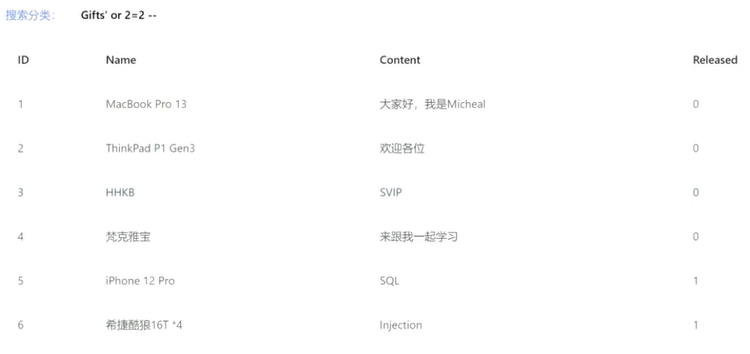 搜索分类： Gifts' or 2=2 --
ID Name Content Released
1 MacBook Pro 13 大家好，我是Micheal 0
2 ThinkPad P1 Gen3 欢迎各位 0
3 HHKB SVIP 0
4 梵克雅宝 来跟我一起学习 0
5 iPhone 12 Pro SQL 1
6 希捷酷狼16T *4 Injection 1